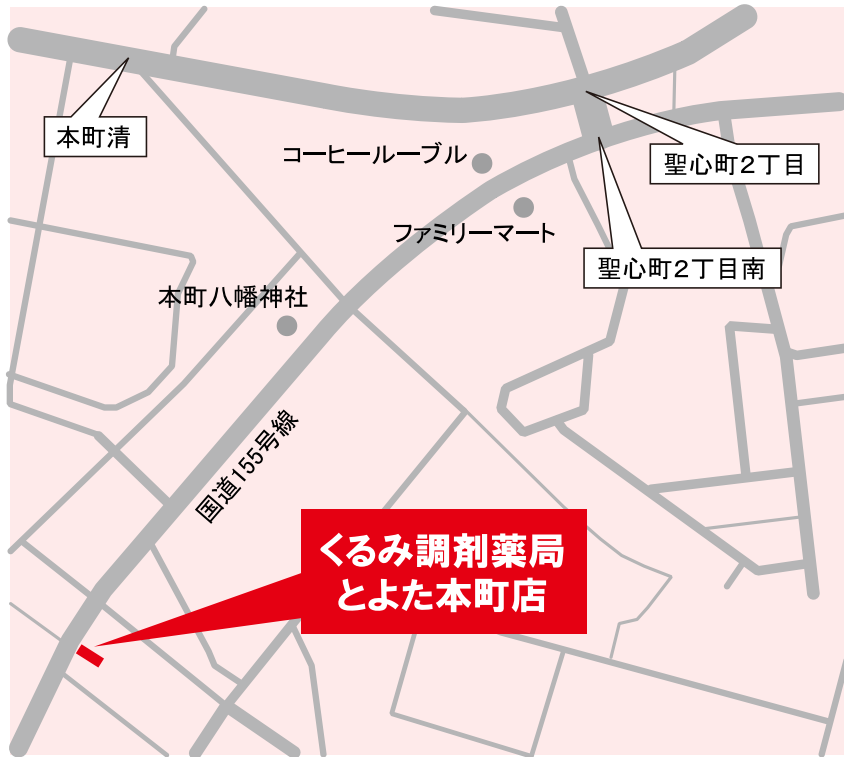 本町清
コーヒールーブル
聖心町2丁目
ファミリーマート
聖心町2丁目南
本町八幡神社
国道155号線
くるみ調剤薬局
とよた本町店